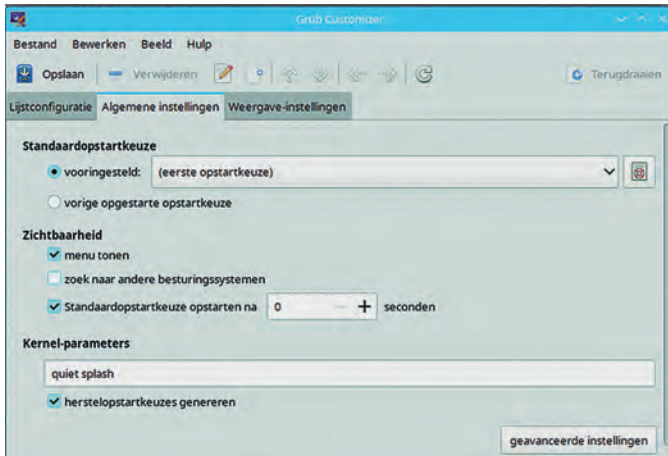 Grub Customizer
Bestand Bewerken Beeld Hulp
Opslaan Verwijderen Terugdraaien
Lijstconfiguratie Algemene instellingen Weergave-instellingen
Standaardopstartkeuze
vooringesteld: (eerste opstartkeuze)
vorige opgestarte opstartkeuze
Zichtbaarheid
menu tonen
zoek naar andere besturingssystemen
Standaardopstartkeuze opstarten na 0 seconden
Kernel-parameters
quiet splash
herstelopstartkeuzes genereren
geavanceerde instellingen